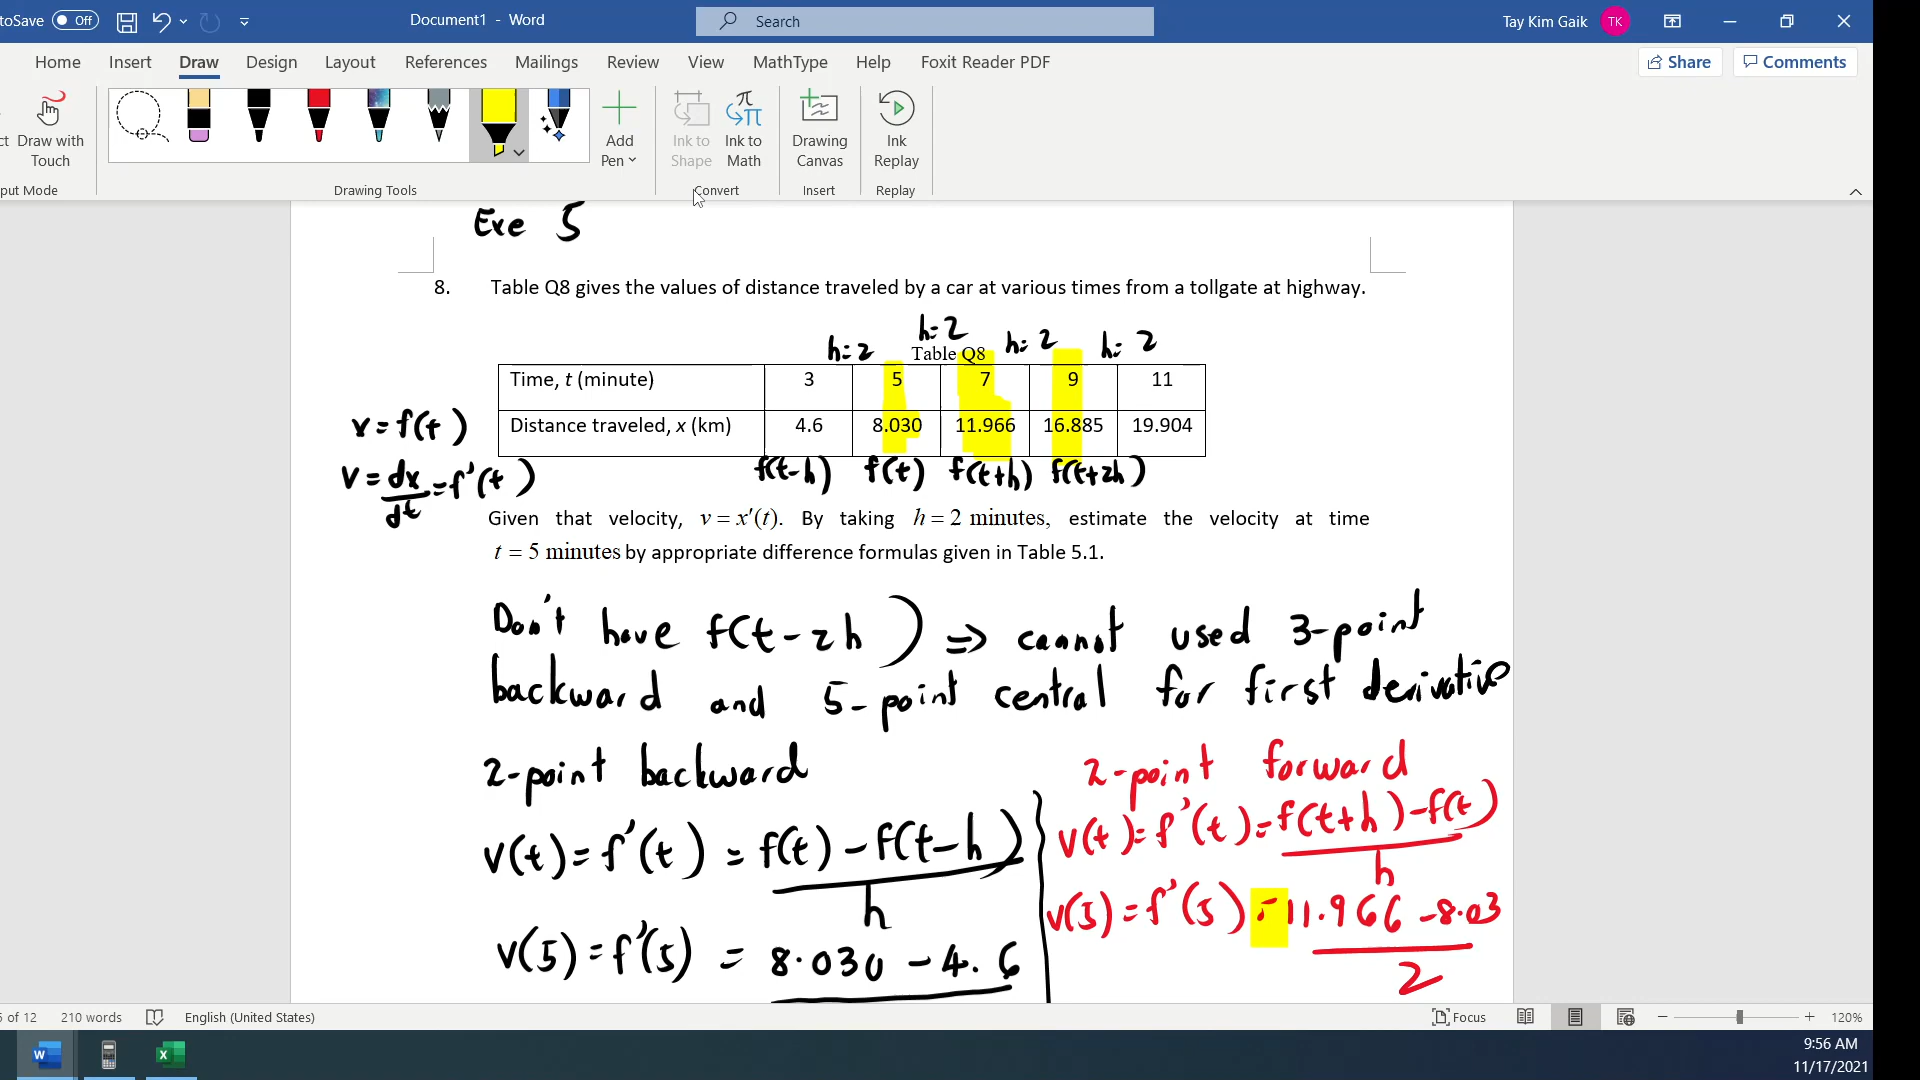 toSave Off Document1 - Word Search Tay Kim Gaik TK
Home Insert Draw Design Layout References Mailings Review View MathType Help Foxit Reader PDF Share Comments
ct Draw with Touch
Add Pen
Ink to Shape
Ink to Math
Drawing Canvas
Ink Replay
put Mode Drawing Tools Convert Insert Replay
Exe 5
8. Table Q8 gives the values of distance traveled by a car at various times from a tollgate at highway.
h=2 h=2 h=2 h=2
Table Q8
Time, t (minute) 3 5 7 9 11
Distance traveled, x (km) 4.6 8.030 11.966 16.885 19.904
f(t-h) f(t) f(t+h) f(t+2h)
v=f(t)
v=dx/dt=f'(t)
Given that velocity, v = x′(t). By taking h = 2 minutes, estimate the velocity at time
t = 5 minutes by appropriate difference formulas given in Table 5.1.
Don't have f(t-2h) ⇒ cannot used 3-point
backward and 5-point central for first derivative
2-point backward
v(t)=f'(t) = f(t)-f(t-h)
h
v(5)=f'(5) = 8.030 - 4.6
2-point forward
v(t)=f'(t)=f(t+h)-f(t)
h
v(5)=f'(5)=11.966-8.03
2
5 of 12 210 words English (United States) Focus 120%
9:56 AM
11/17/2021